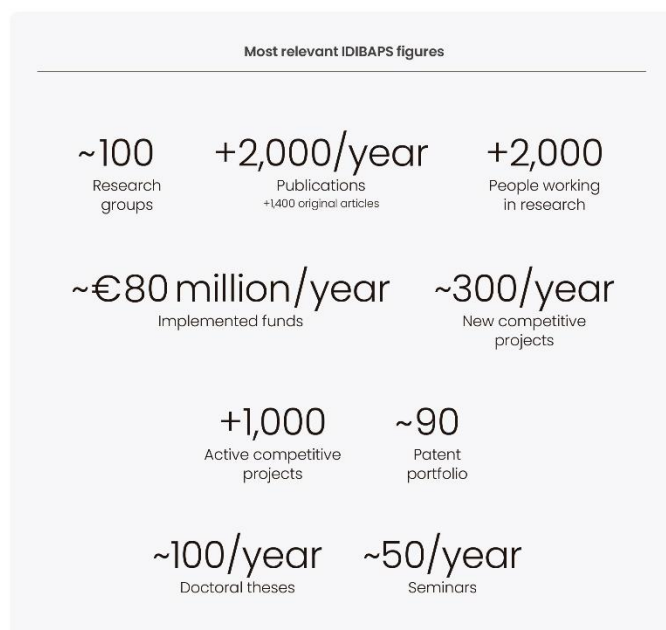 Most relevant IDIBAPS figures
~100
Research
groups
+2,000/year
Publications
+1,400 original articles
+2,000
People working
in research
~€80 million/year
Implemented funds
~300/year
New competitive
projects
+1,000
Active competitive
projects
~90
Patent
portfolio
~100/year
Doctoral theses
~50/year
Seminars